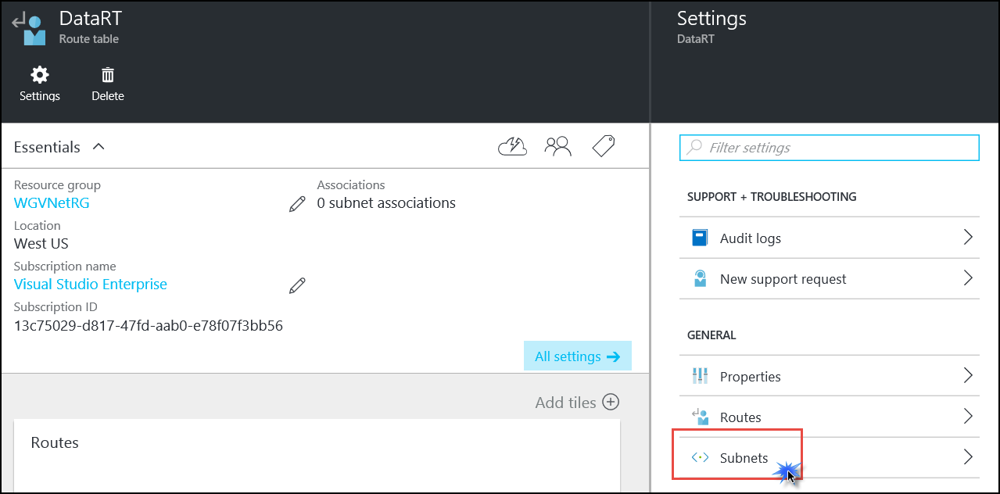 DataRT
Route table
Settings
Delete
Essentials
Resource group
WGVNetRG
Associations
0 subnet associations
Location
West US
Subscription name
Visual Studio Enterprise
Subscription ID
13c75029-d817-47fd-aab0-e78f07f3bb56
All settings
Add tiles
Routes
Settings
DataRT
Filter settings
SUPPORT + TROUBLESHOOTING
Audit logs
New support request
GENERAL
Properties
Routes
Subnets